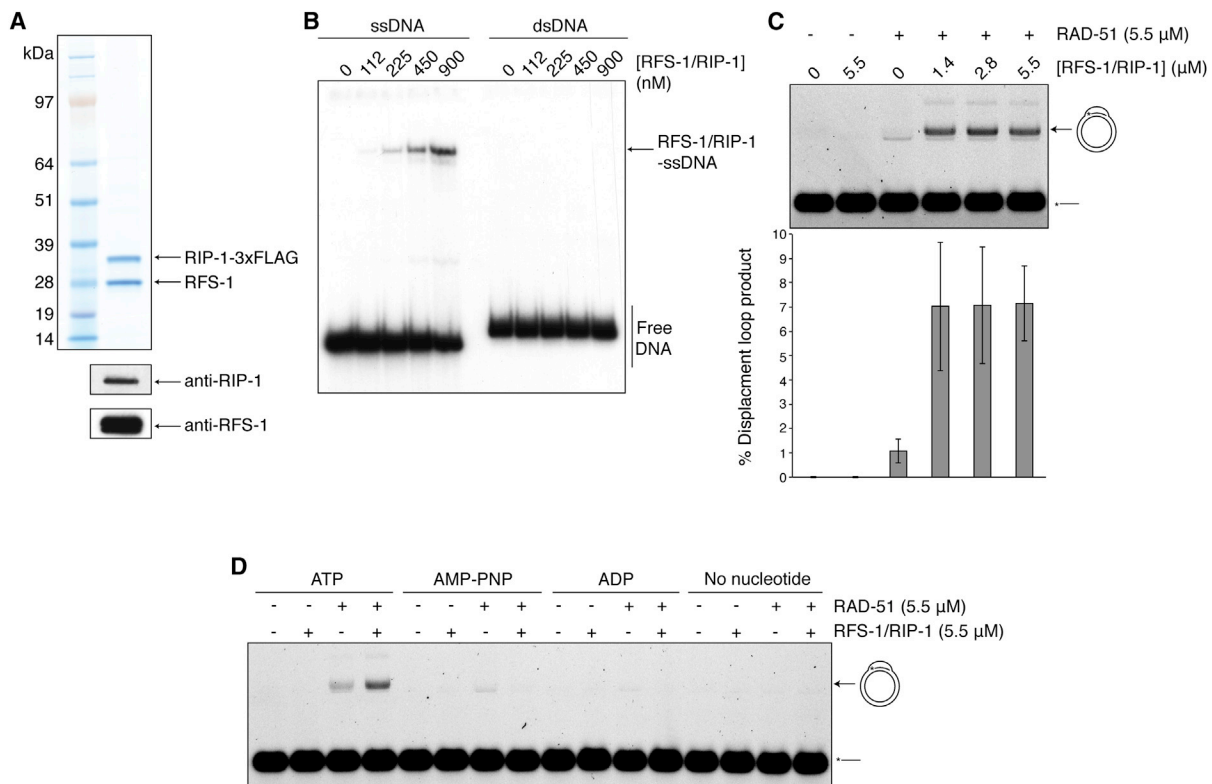 A
kDa
97
64
51
39
28
19
14
RIP-1-3xFLAG
RFS-1
anti-RIP-1
anti-RFS-1
B
ssDNA dsDNA
0 112 225 450 900 0 112 225 450 900 [RFS-1/RIP-1]
(nM)
RFS-1/RIP-1
-ssDNA
Free
DNA
C
- - + + + + RAD-51 (5.5 µM)
0 5.5 0 1.4 2.8 5.5 [RFS-1/RIP-1] (µM)
*
% Displacment loop product
10
9
8
7
6
5
4
3
2
1
0
D
ATP AMP-PNP ADP No nucleotide
- - + + - - + + - - + + - - + + RAD-51 (5.5 µM)
- + - + - + - + - + - + - + - + RFS-1/RIP-1 (5.5 µM)
*